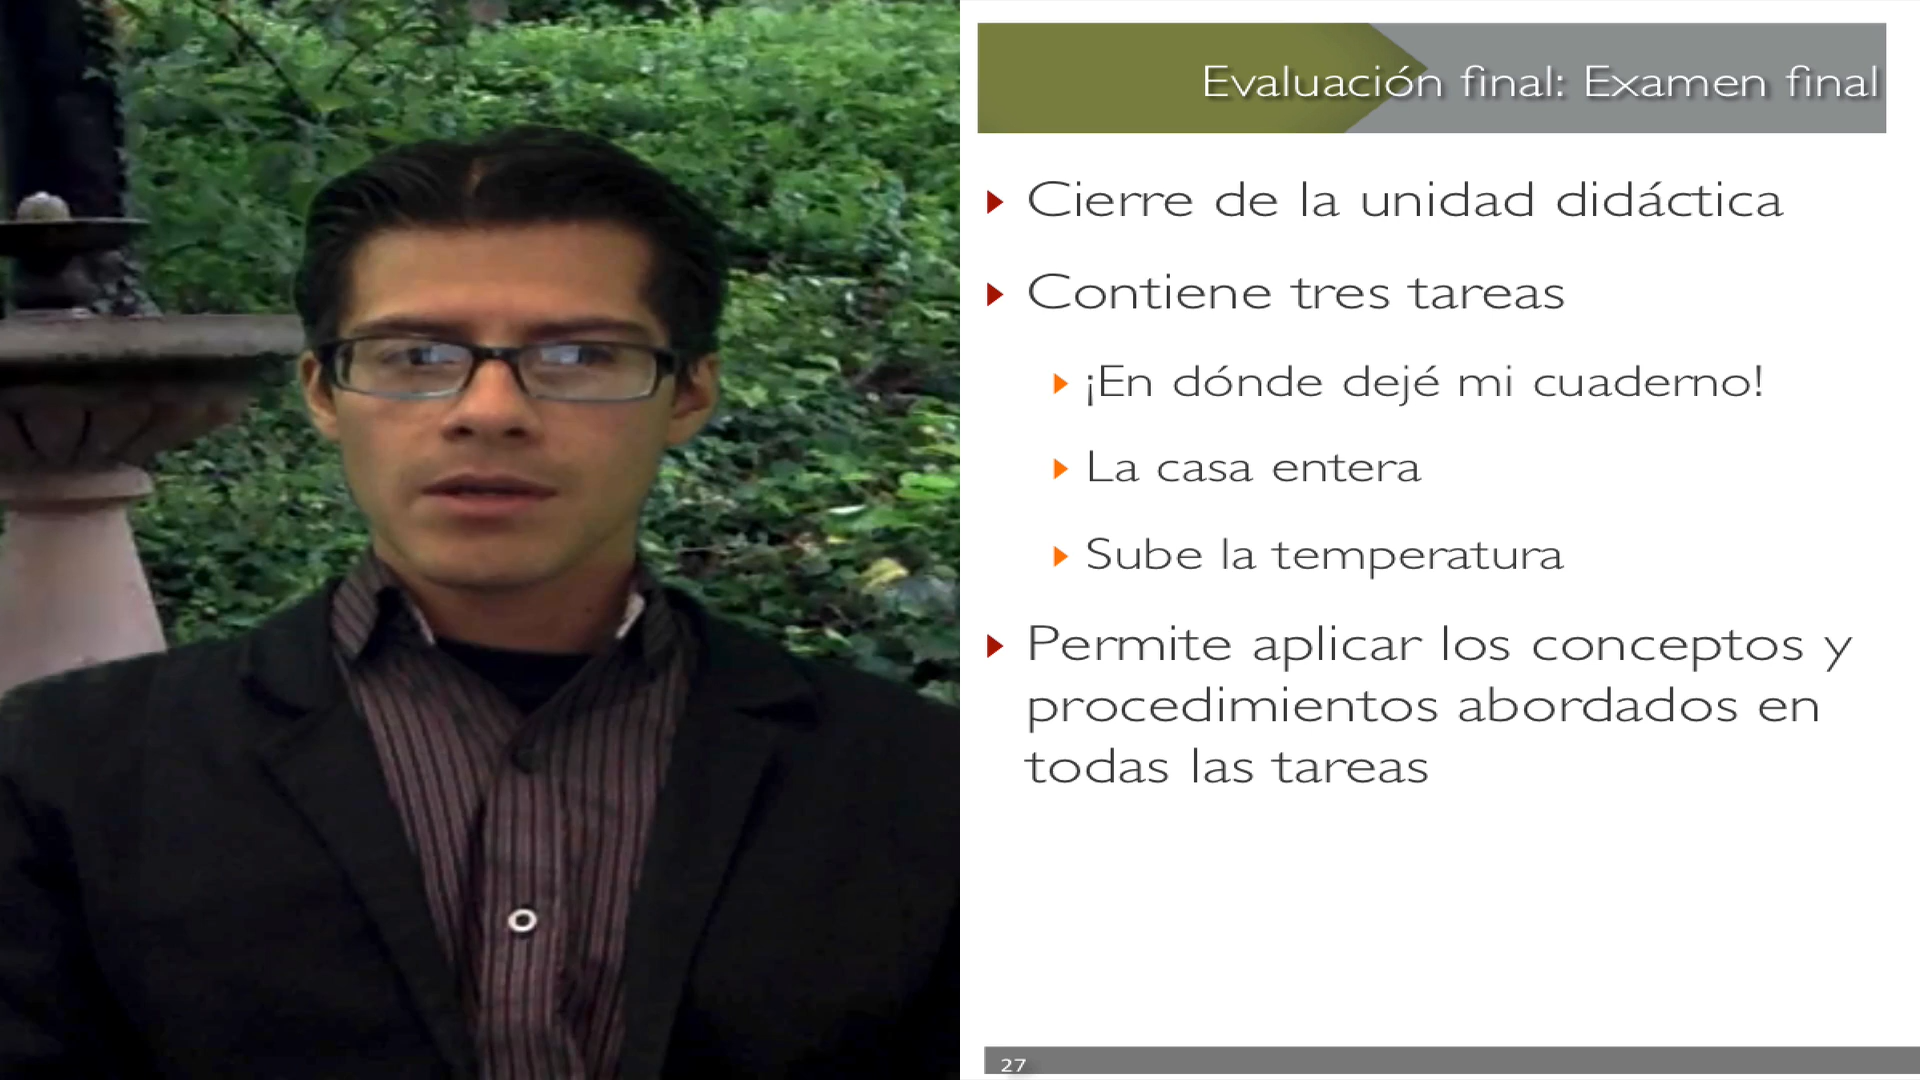 Evaluación final: Examen final
Cierre de la unidad didáctica
Contiene tres tareas
¡En dónde dejé mi cuaderno!
La casa entera
Sube la temperatura
Permite aplicar los conceptos y
procedimientos abordados en
todas las tareas
27